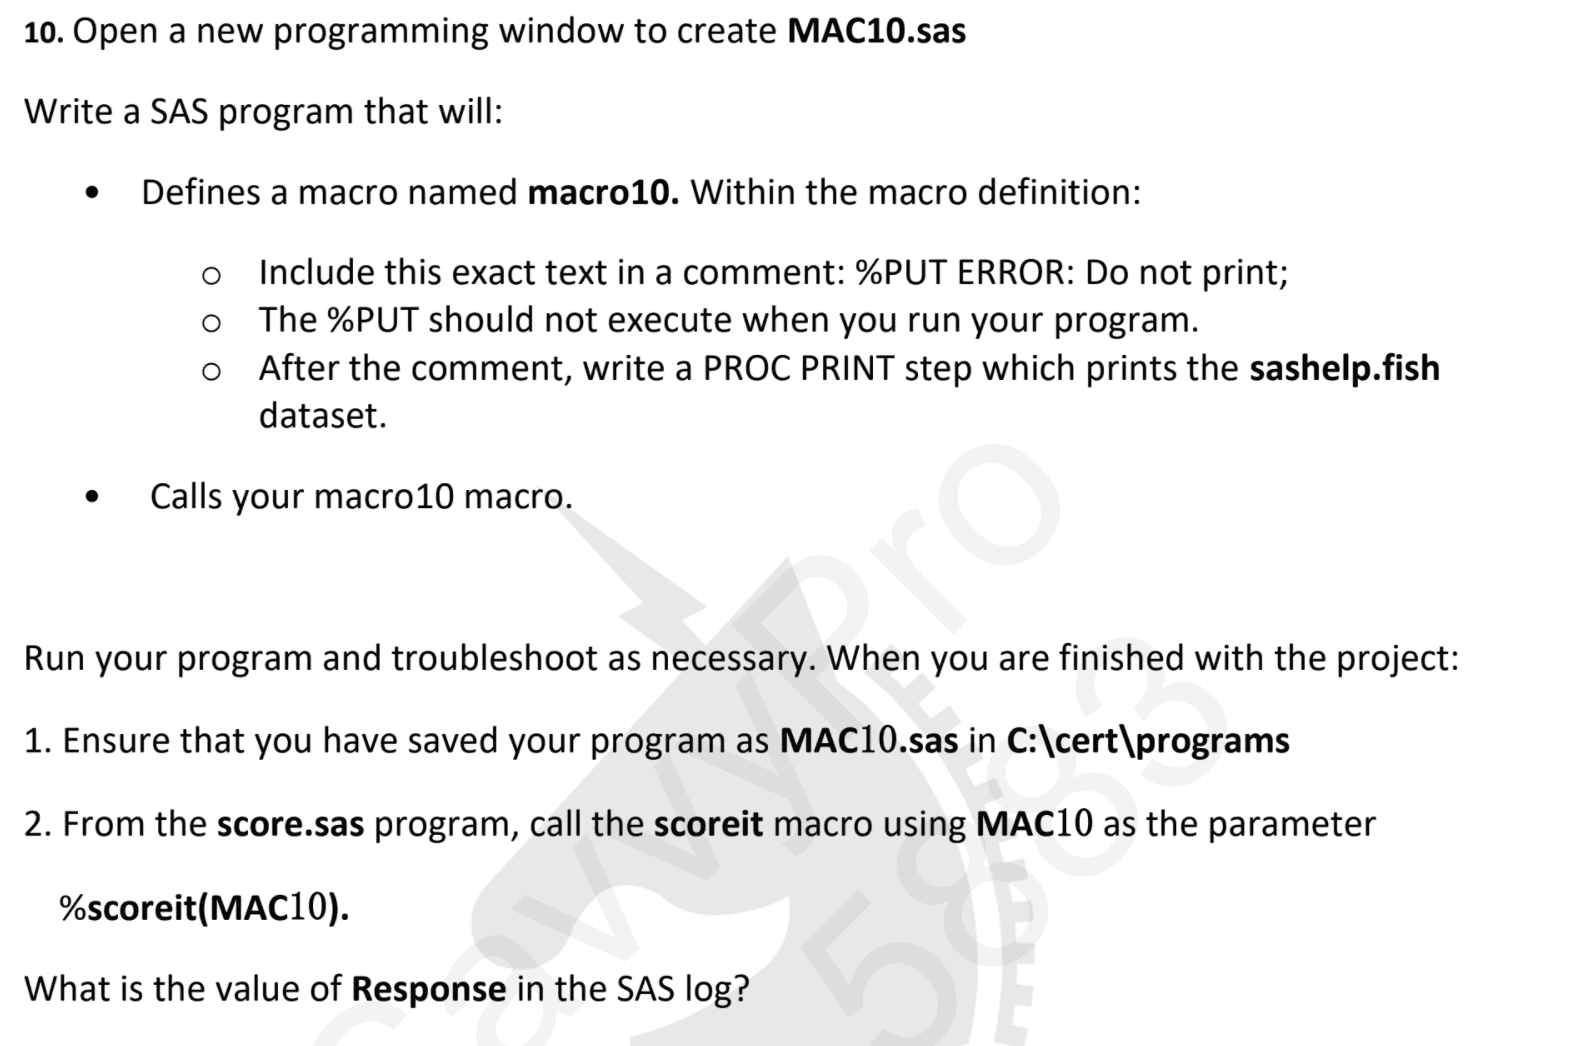 10. Open a new programming window to create MAC10.sas
Write a SAS program that will:
• Defines a macro named macro10. Within the macro definition:
o Include this exact text in a comment: %PUT ERROR: Do not print;
o The %PUT should not execute when you run your program.
o After the comment, write a PROC PRINT step which prints the sashelp.fish
dataset.
• Calls your macro10 macro.
Run your program and troubleshoot as necessary. When you are finished with the project:
1. Ensure that you have saved your program as MAC10.sas in C:\cert\programs
2. From the score.sas program, call the scoreit macro using MAC10 as the parameter
%scoreit(MAC10).
What is the value of Response in the SAS log?